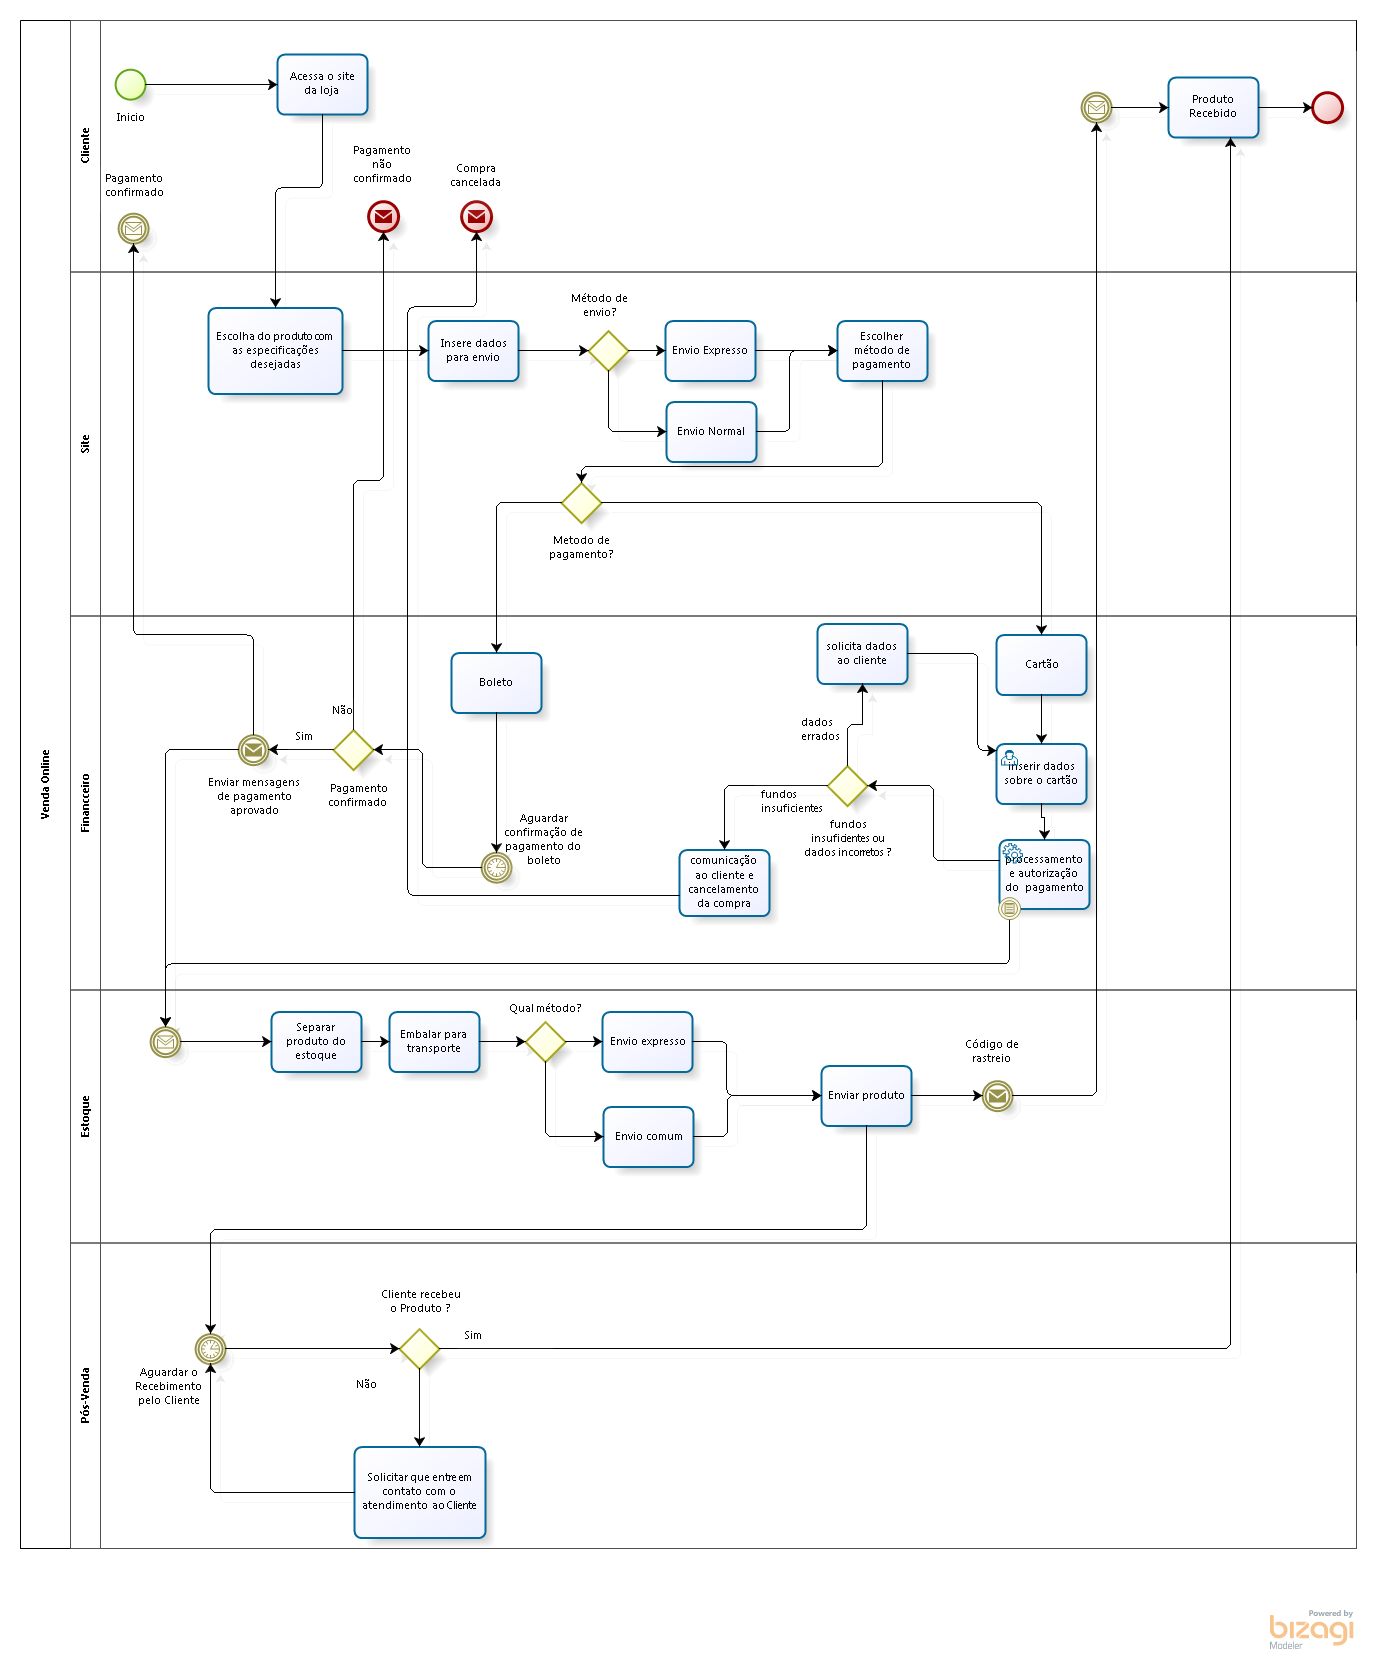 Venda Online
Cliente
Inicio
Acessa o site
da loja
Pagamento
confirmado
Pagamento
não
confirmado
Compra
cancelada
Produto
Recebido
Site
Escolha do produto com
as especificações
desejadas
Insere dados
para envio
Método de
envio?
Envio Expresso
Envio Normal
Escolher
método de
pagamento
Metodo de
pagamento?
Financceiro
Boleto
solicita dados
ao cliente
Cartão
Não
Sim
Enviar mensagens
de pagamento
aprovado
Pagamento
confirmado
Aguardar
confirmação de
pagamento do
boleto
dados
errados
fundos
insuficientes
fundos
insuficientes ou
dados incorretos ?
inserir dados
sobre o cartão
comunicação
ao cliente e
cancelamento
da compra
processamento
e autorização
do pagamento
Estoque
Separar
produto do
estoque
Embalar para
transporte
Qual método?
Envio expresso
Envio comum
Enviar produto
Código de
rastreio
Pós-Venda
Aguardar o
Recebimento
pelo Cliente
Cliente recebeu
o Produto ?
Sim
Não
Solicitar que entreem
contato com o
atendimento ao Cliente
Powered by
bizagi
Modeler